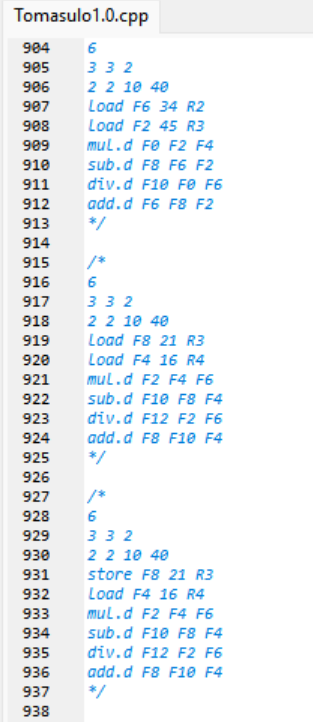 Tomasulo1.0.cpp
904 6
905 3 3 2
906 2 2 10 40
907 load F6 34 R2
908 load F2 45 R3
909 mul.d F0 F2 F4
910 sub.d F8 F6 F2
911 div.d F10 F0 F6
912 add.d F6 F8 F2
913 */
914
915 /*
916 6
917 3 3 2
918 2 2 10 40
919 load F8 21 R3
920 load F4 16 R4
921 mul.d F2 F4 F6
922 sub.d F10 F8 F4
923 div.d F12 F2 F6
924 add.d F8 F10 F4
925 */
926
927 /*
928 6
929 3 3 2
930 2 2 10 40
931 store F8 21 R3
932 load F4 16 R4
933 mul.d F2 F4 F6
934 sub.d F10 F8 F4
935 div.d F12 F2 F6
936 add.d F8 F10 F4
937 */
938